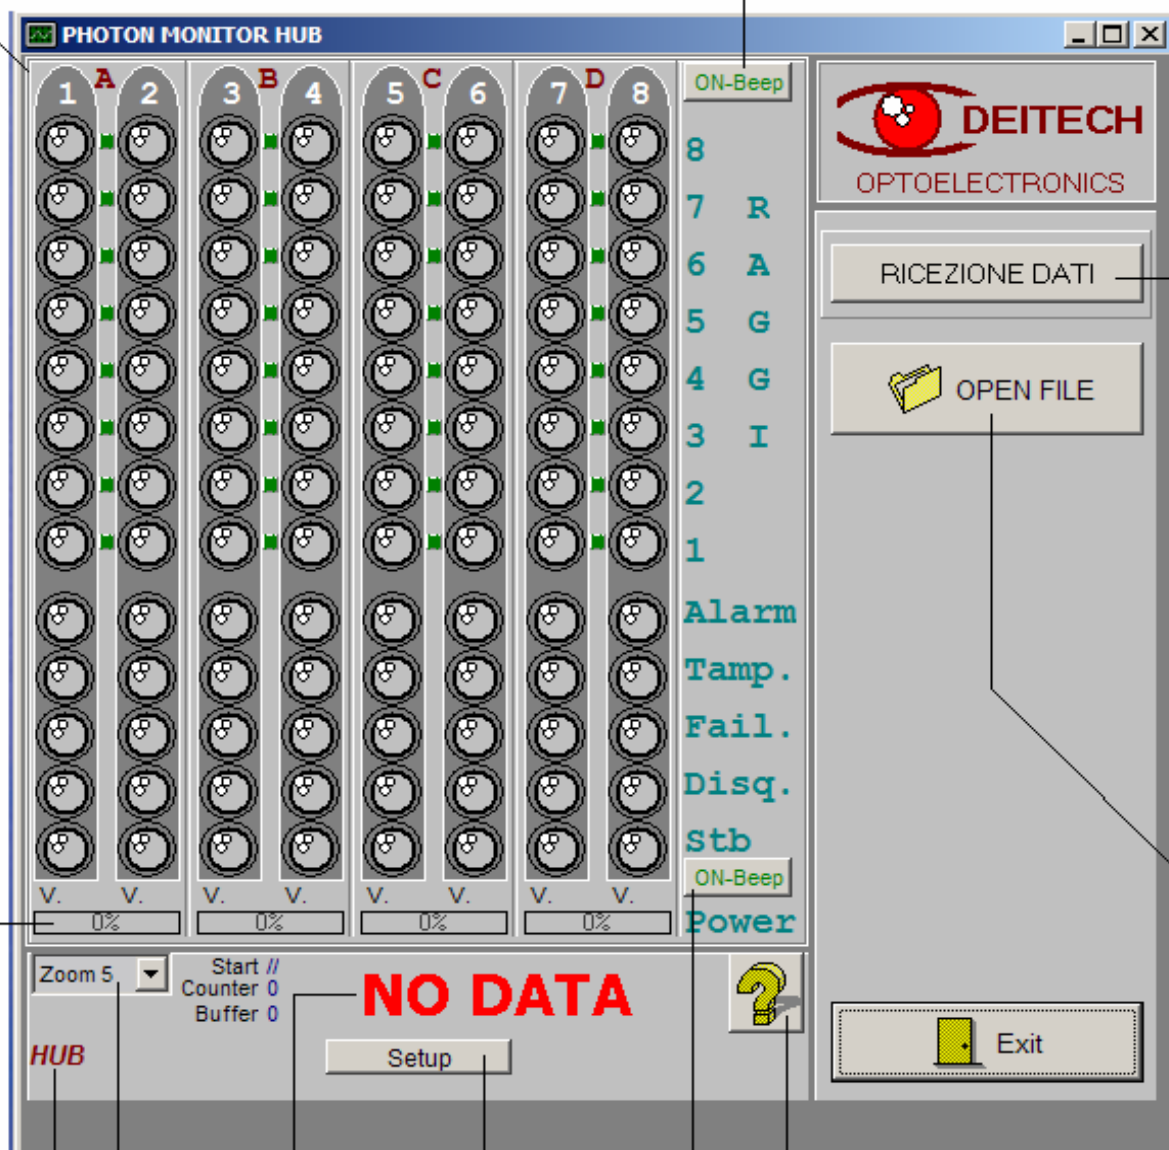 PHOTON MONITOR HUB
1 A 2 3 B 4 5 C 6 7 D 8
ON-Beep
8
7 R
6 A
5 G
4 G
3 I
2
1
Alarm
Tamp.
Fail.
Disq.
Stb
ON-Beep
V. V. V. V. V. V. V. V.
0% 0% 0% 0%
Power
Zoom 5
Start //
Counter 0
Buffer 0
NO DATA
HUB
Setup
DEITECH
OPTOELECTRONICS
RICEZIONE DATI
OPEN FILE
Exit